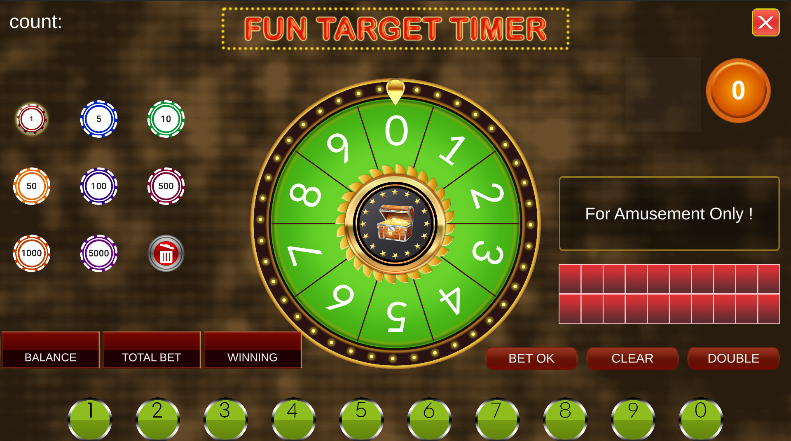 count:
FUN TARGET TIMER
0
1 5 10
50 100 500
1000 5000
0
1
2
3
4
5
6
7
8
9
For Amusement Only !
BALANCE TOTAL BET WINNING
BET OK CLEAR DOUBLE
1 2 3 4 5 6 7 8 9 0